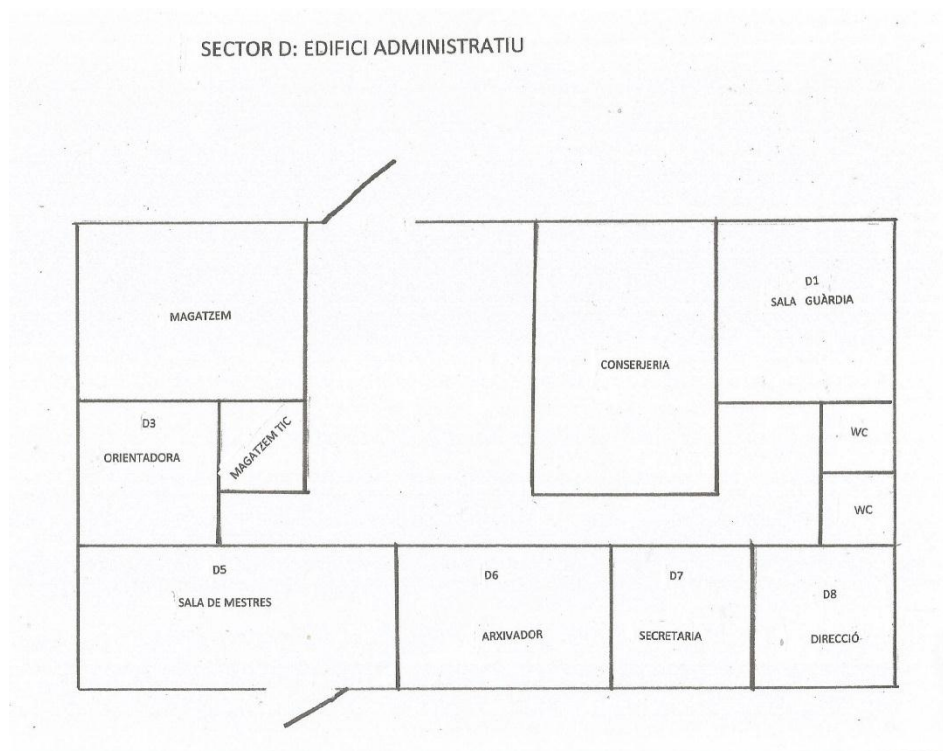 SECTOR D: EDIFICI ADMINISTRATIU
MAGATZEM
D1
SALA GUÀRDIA
CONSERJERIA
D3
ORIENTADORA
MAGATZEM TIC
WC
WC
D5
SALA DE MESTRES
D6
ARXIVADOR
D7
SECRETARIA
D8
DIRECCIÓ